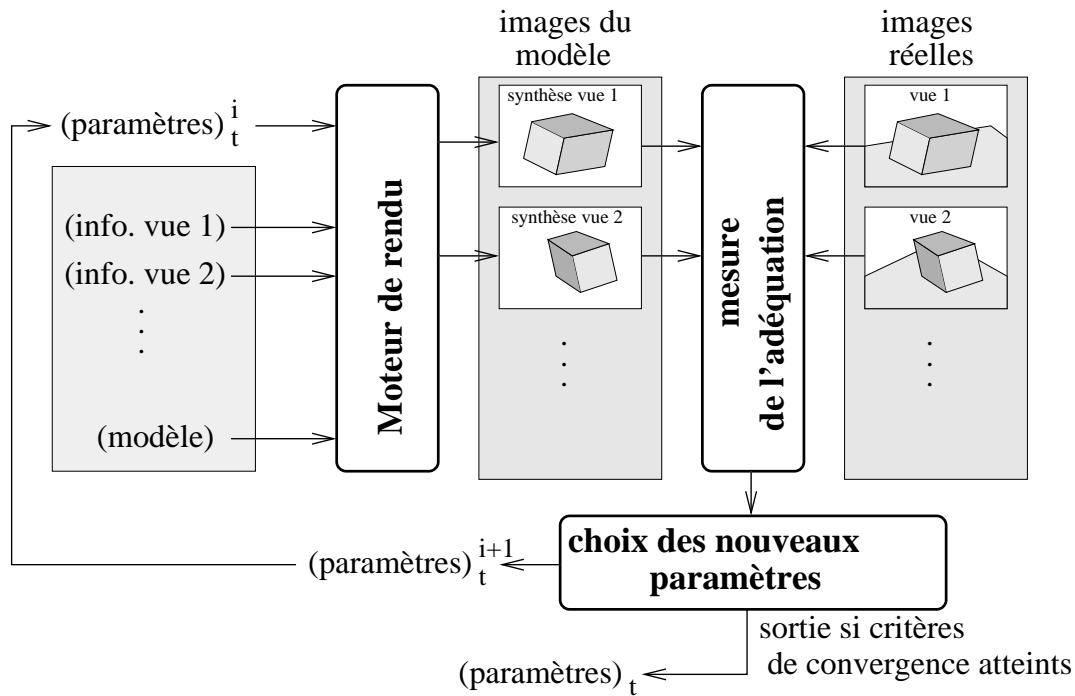 images du
modèle
images
réelles
synthèse vue 1
vue 1
(paramètres) i t
synthèse vue 2
vue 2
(info. vue 1)
(info. vue 2)
. . .
(modèle)
Moteur de rendu
. . .
mesure
de l'adéquation
. . .
choix des nouveaux
paramètres
(paramètres) i+1 t
sortie si critères
de convergence atteints
(paramètres) t